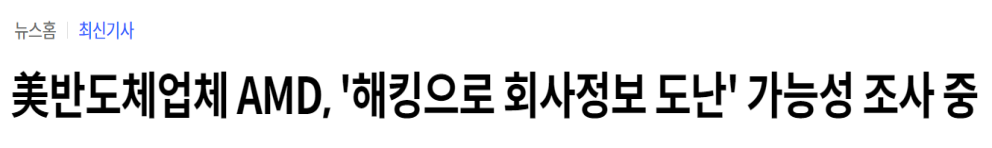 뉴스홈 | 최신기사
美반도체업체 AMD, '해킹으로 회사정보 도난' 가능성 조사 중